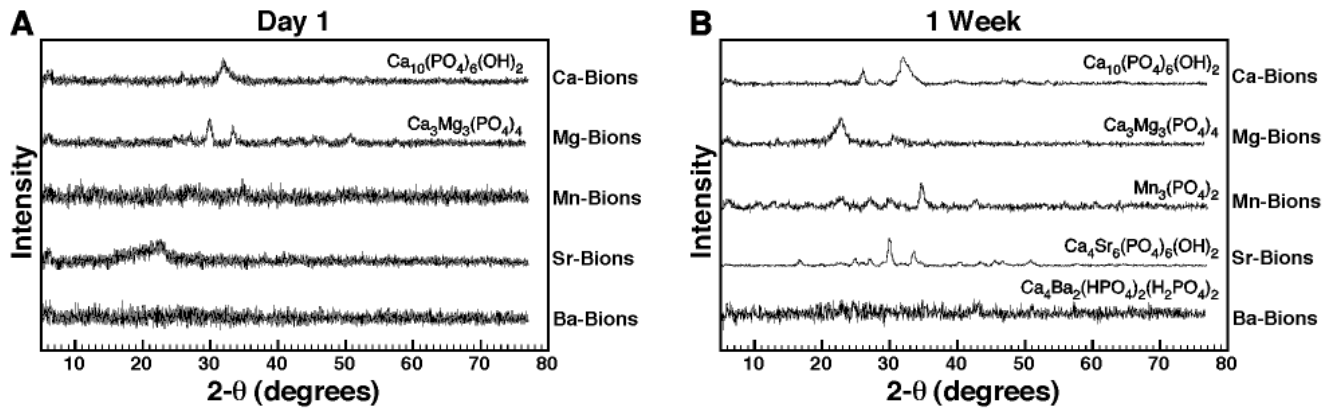 A
Day 1
Ca₁₀(PO₄)₆(OH)₂
Ca-Bions
Ca₃Mg₃(PO₄)₄
Mg-Bions
Mn-Bions
Sr-Bions
Ba-Bions
Intensity
10 20 30 40 50 60 70 80
2-θ (degrees)
B
1 Week
Ca₁₀(PO₄)₆(OH)₂
Ca-Bions
Ca₃Mg₃(PO₄)₄
Mg-Bions
Mn₃(PO₄)₂
Mn-Bions
Ca₄Sr₆(PO₄)₆(OH)₂
Sr-Bions
Ca₄Ba₂(HPO₄)₂(H₂PO₄)₂
Ba-Bions
Intensity
10 20 30 40 50 60 70 80
2-θ (degrees)